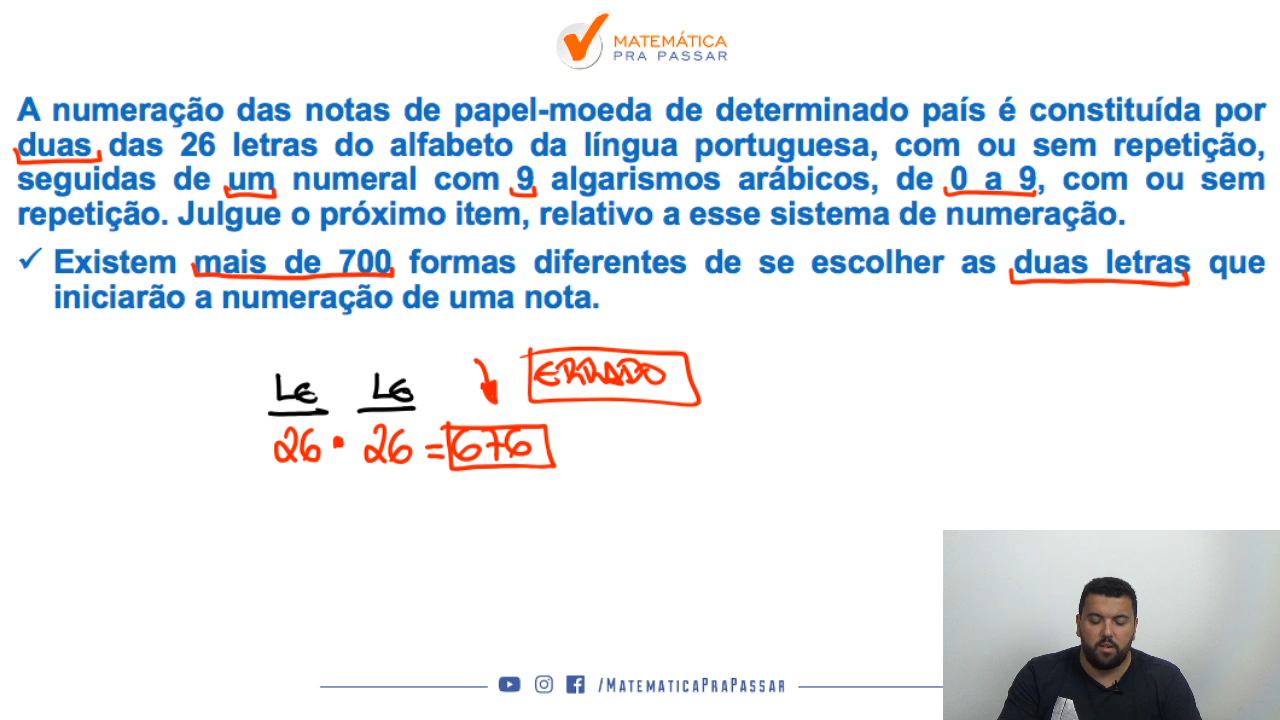 MATEMÁTICA
PRA PASSAR
A numeração das notas de papel-moeda de determinado país é constituída por
duas das 26 letras do alfabeto da língua portuguesa, com ou sem repetição,
seguidas de um numeral com 9 algarismos arábicos, de 0 a 9, com ou sem
repetição. Julgue o próximo item, relativo a esse sistema de numeração.
✓ Existem mais de 700 formas diferentes de se escolher as duas letras que
iniciarão a numeração de uma nota.
ERRADO
LE LE
26 · 26 = 676
/MATEMATICAPRAPASSAR